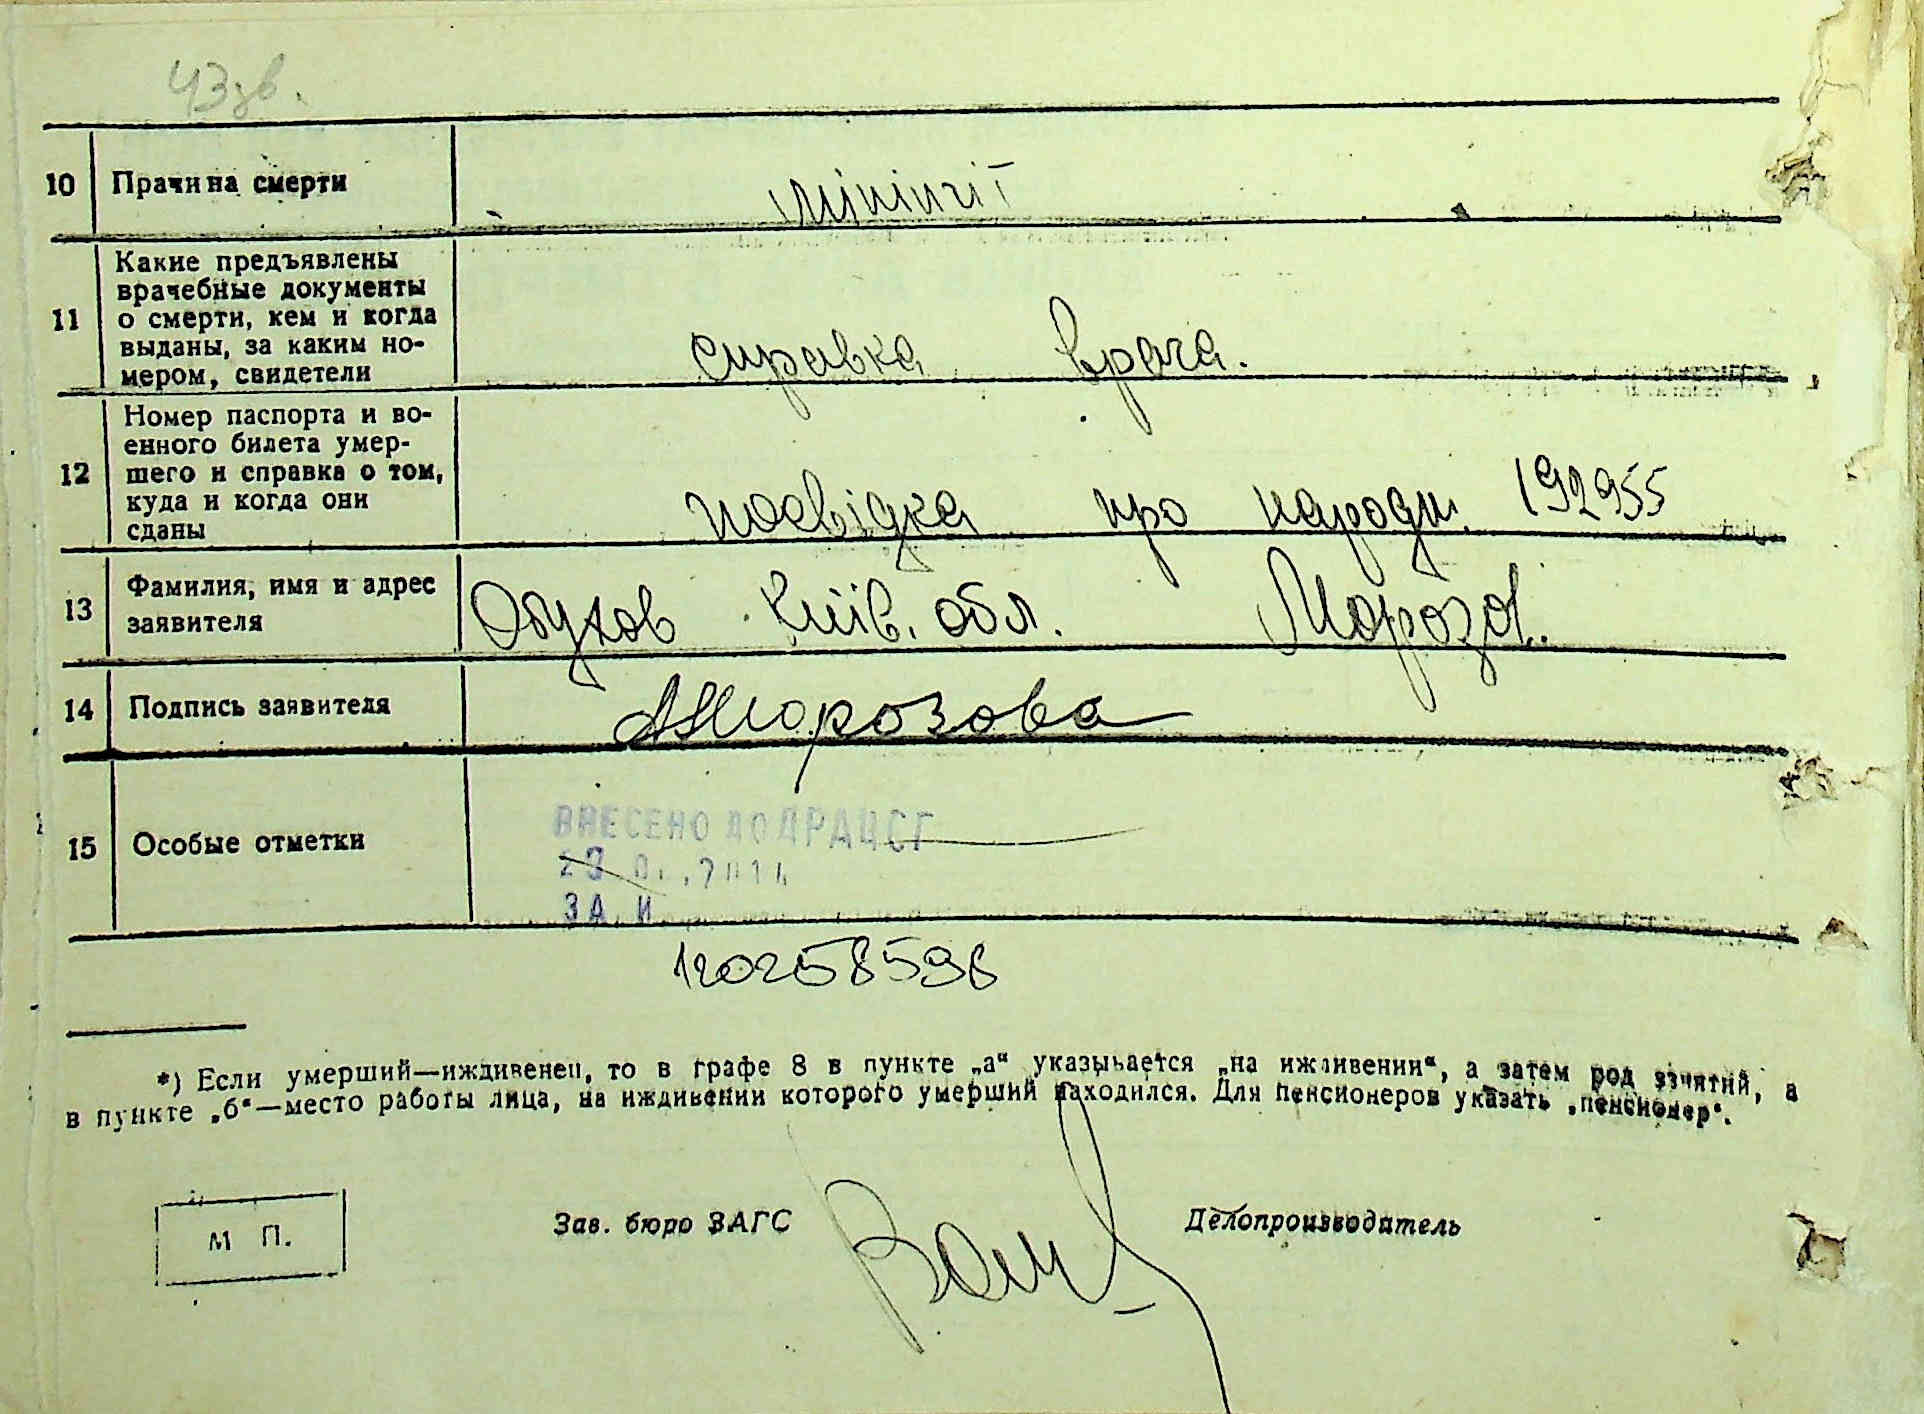 43зв.
10 Причина смерти менінгіт
11 Какие предъявлены
врачебные документы
о смерти, кем и когда
выданы, за каким но-
мером, свидетели
справка врача.
12 Номер паспорта и во-
енного билета умер-
шего и справка о том,
куда и когда они
сданы
посвідка про народж. 192955
13 Фамилия, имя и адрес
заявителя
Обухов Київ. обл. Морозов.
14 Подпись заявителя АМорозова
15 Особые отметки
ВНЕСЕНО ДО ДРАЦСГ
ЗА И
*) Если умерший—иждивенец, то в графе 8 в пункте „а“ указывается „на иждивении“, а затем род занятий, а
в пункте „б“—место работы лица, на иждивении которого умерший находился. Для пенсионеров указать „пенсионер“.
М П.
Зав. бюро ЗАГС
Делопроизводитель